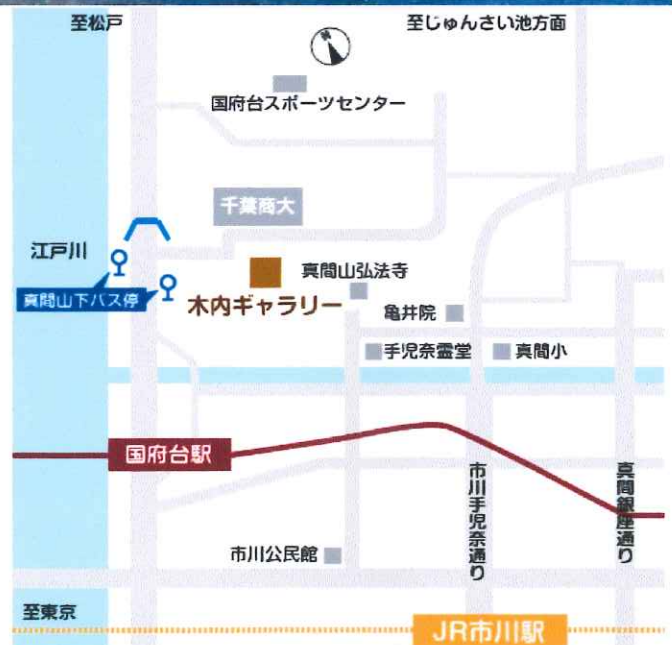 至松戸
至じゅんさい池方面
国府台スポーツセンター
千葉商大
江戸川
真間山下バス停
木内ギャラリー
真間山弘法寺
亀井院
手児奈霊堂
真間小
国府台駅
市川手児奈通り
真間銀座通り
市川公民館
至東京
JR市川駅